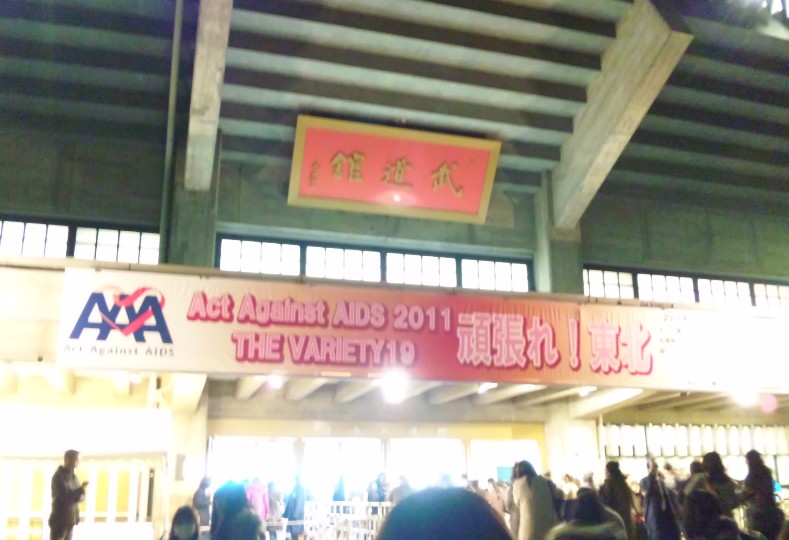 武道館
AAA
Act Against AIDS
Act Against AIDS 2011
THE VARIETY19
頑張れ！東北